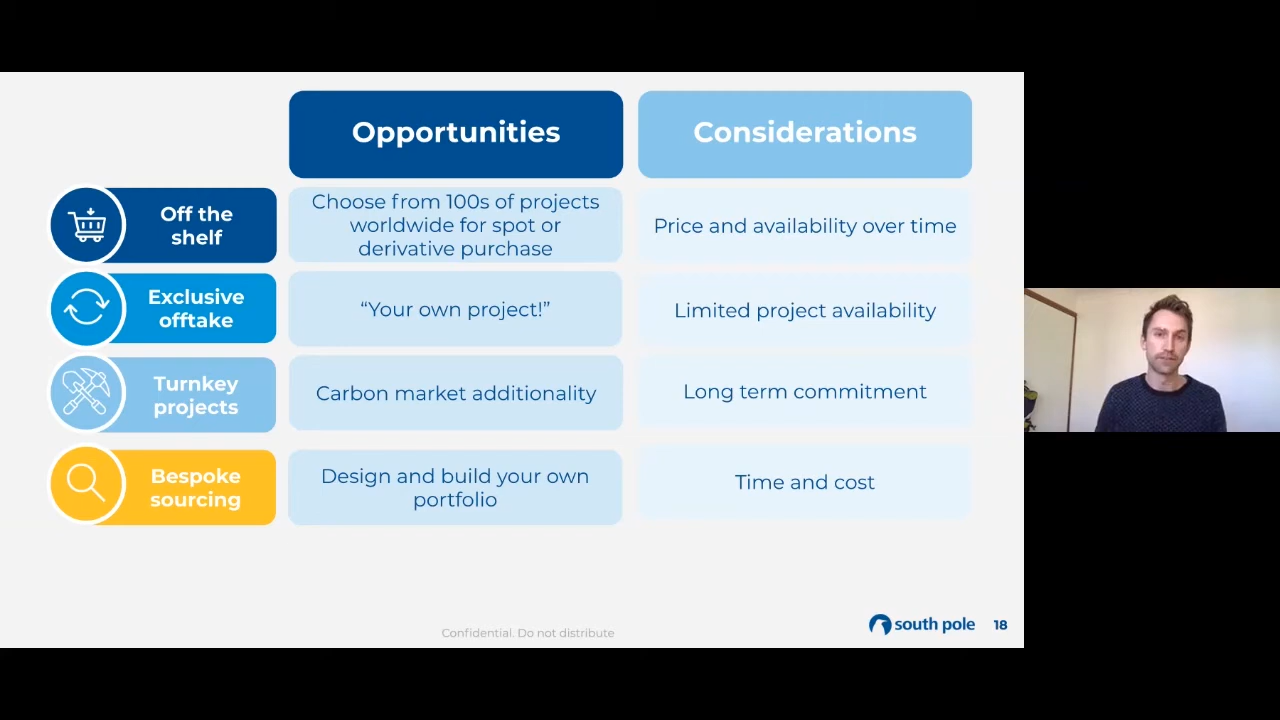 Opportunities
Considerations
Off the
shelf
Choose from 100s of projects
worldwide for spot or
derivative purchase
Price and availability over time
Exclusive
offtake
“Your own project!”
Limited project availability
Turnkey
projects
Carbon market additionality
Long term commitment
Bespoke
sourcing
Design and build your own
portfolio
Time and cost
Confidential. Do not distribute
south pole
18